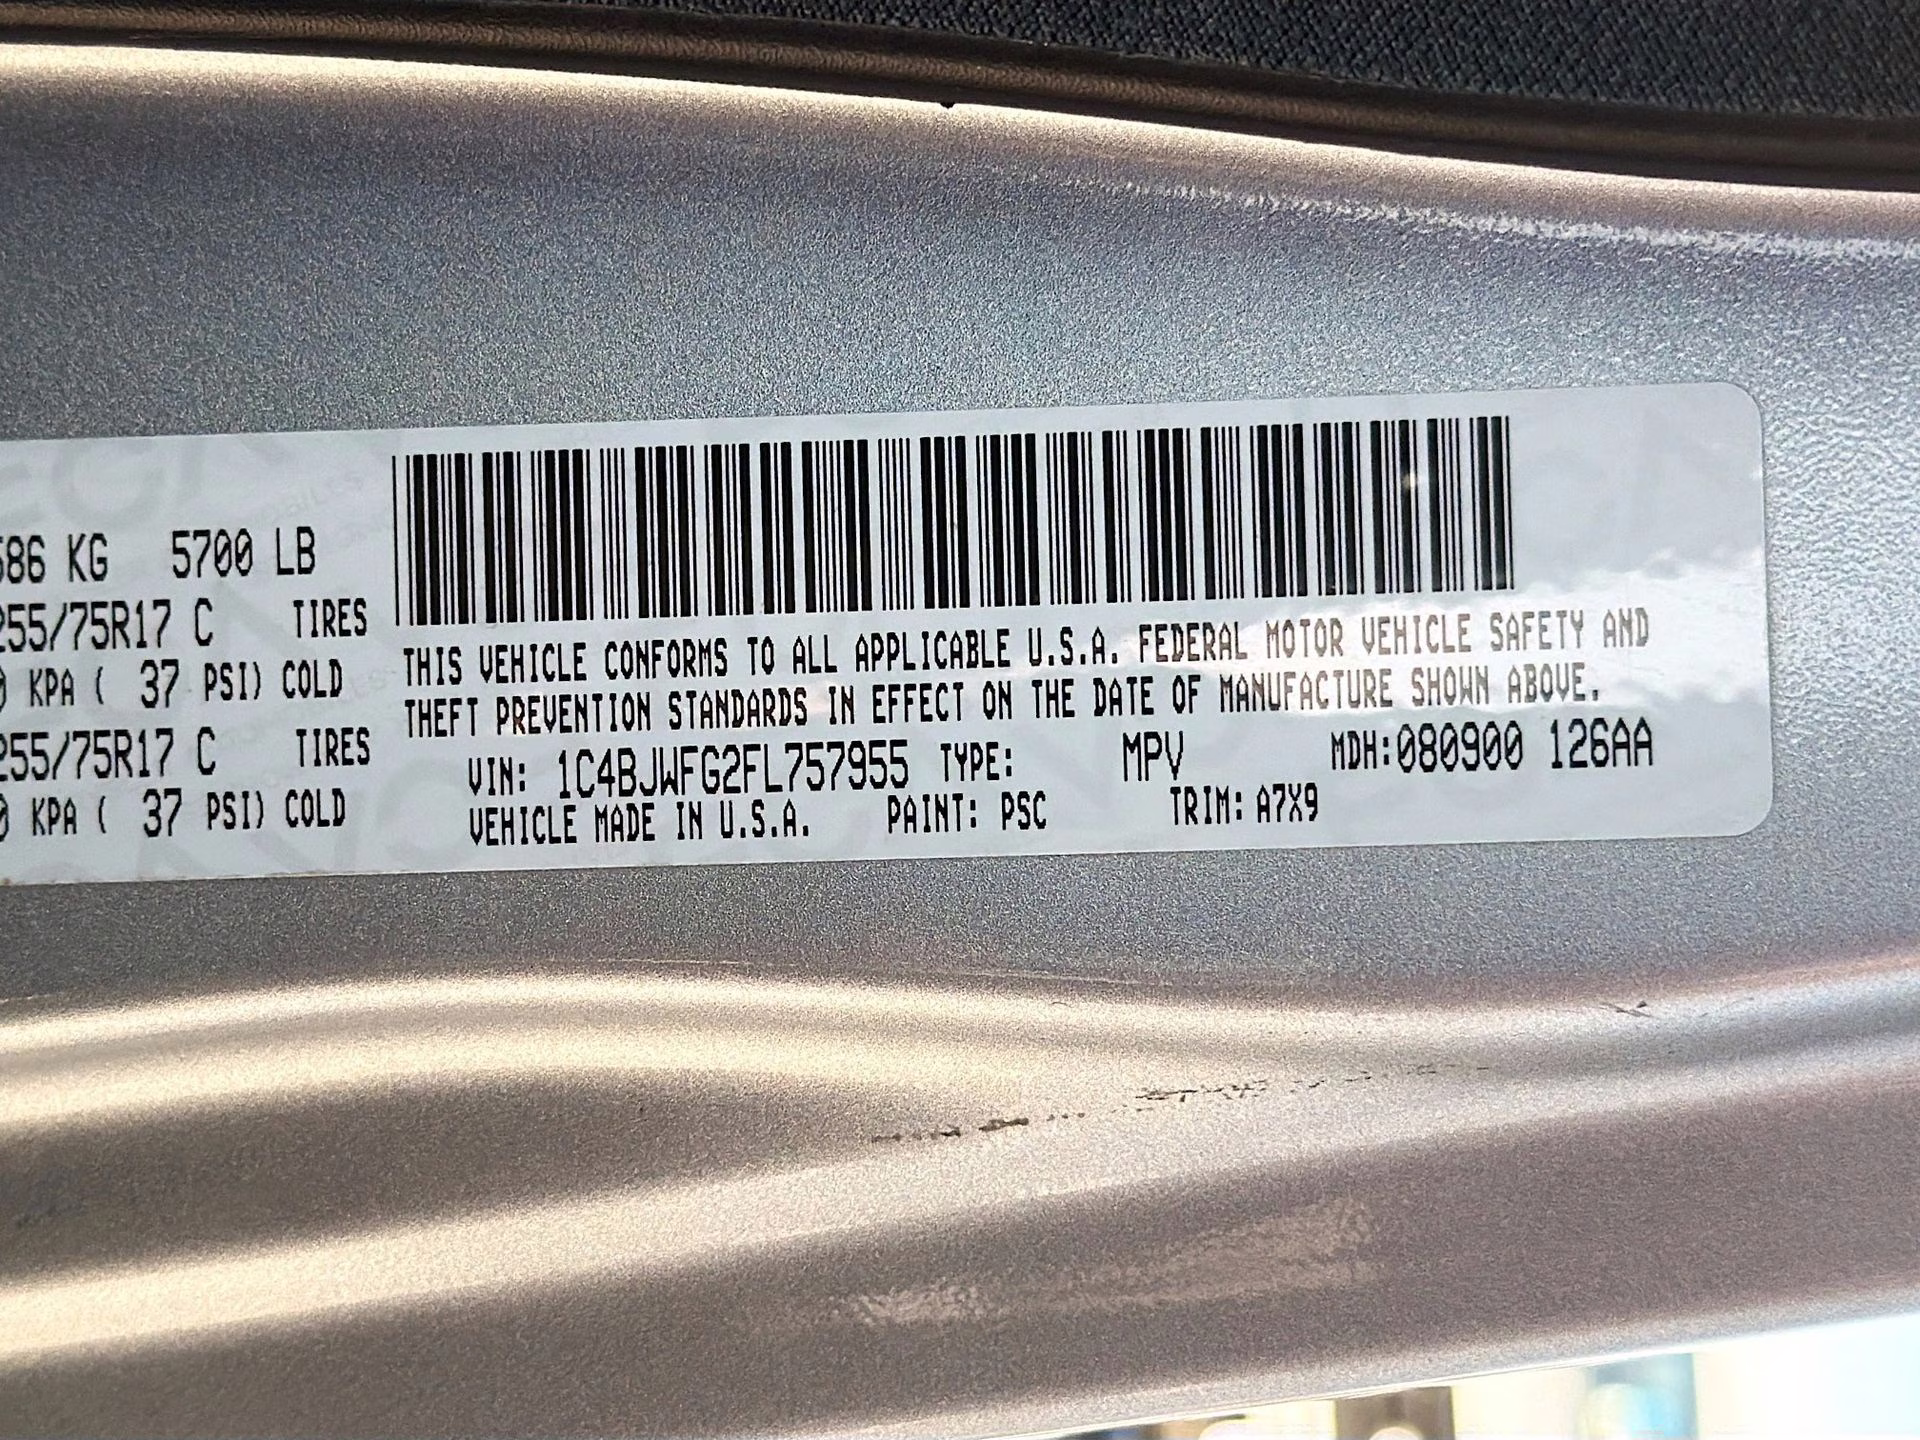 586 KG 5700 LB
255/75R17 C TIRES
0 KPA ( 37 PSI) COLD
255/75R17 C TIRES
0 KPA ( 37 PSI) COLD
THIS VEHICLE CONFORMS TO ALL APPLICABLE U.S.A. FEDERAL MOTOR VEHICLE SAFETY AND
THEFT PREVENTION STANDARDS IN EFFECT ON THE DATE OF MANUFACTURE SHOWN ABOVE.
VIN: 1C4BJWFG2FL757955 TYPE: MPV MDH:080900 126AA
VEHICLE MADE IN U.S.A. PAINT: PSC TRIM: A7X9